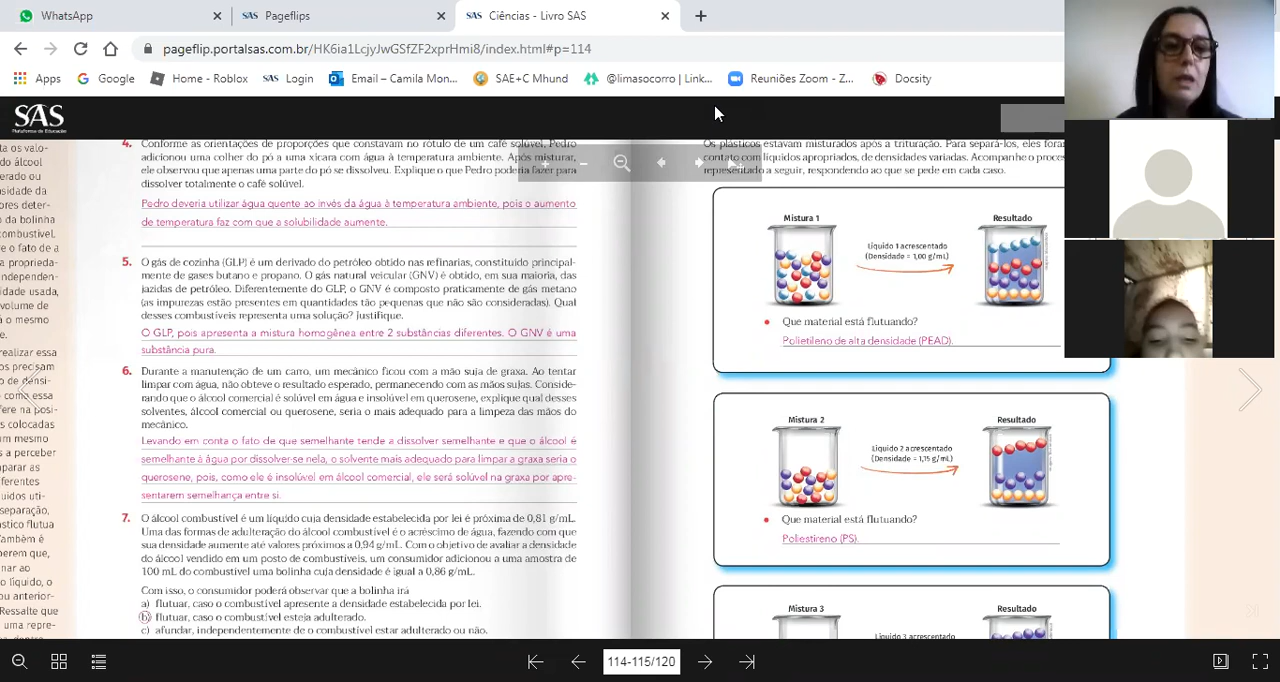 WhatsApp
SAS Pageflips
SAS Ciências - Livro SAS
pageflip.portalsas.com.br/HK6ia1LcjyJwGSfZF2xprHmi8/index.html#p=114
Apps
Google
Home - Roblox
SAS Login
Email – Camila Mon...
SAE+C Mhund
@limasocorro | Link...
Reuniões Zoom - Z...
Docsity
SAS
Plataforma de Educação
4. Conforme as orientações de proporções que constavam no rótulo de um café solúvel, Pedro
adicionou uma colher do pó a uma xícara com água à temperatura ambiente. Após misturar,
ele observou que apenas uma parte do pó se dissolveu. Explique o que Pedro poderia fazer para
dissolver totalmente o café solúvel.
Pedro deveria utilizar água quente ao invés da água à temperatura ambiente, pois o aumento
de temperatura faz com que a solubilidade aumente.
5. O gás de cozinha (GLP) é um derivado do petróleo obtido nas refinarias, constituído principal-
mente de gases butano e propano. O gás natural veicular (GNV) é obtido, em sua maioria, das
jazidas de petróleo. Diferentemente do GLP, o GNV é composto praticamente de gás metano
(as impurezas estão presentes em quantidades tão pequenas que não são consideradas). Qual
desses combustíveis representa uma solução? Justifique.
O GLP, pois apresenta a mistura homogênea entre 2 substâncias diferentes. O GNV é uma
substância pura.
6. Durante a manutenção de um carro, um mecânico ficou com a mão suja de graxa. Ao tentar
limpar com água, não obteve o resultado esperado, permanecendo com as mãos sujas. Conside-
rando que o álcool comercial é solúvel em água e insolúvel em querosene, explique qual desses
solventes, álcool comercial ou querosene, seria o mais adequado para a limpeza das mãos do
mecânico.
Levando em conta o fato de que semelhante tende a dissolver semelhante e que o álcool é
semelhante à água por dissolver-se nela, o solvente mais adequado para limpar a graxa seria o
querosene, pois, como ele é insolúvel em álcool comercial, ele será solúvel na graxa por apre-
sentarem semelhança entre si.
7. O álcool combustível é um líquido cuja densidade estabelecida por lei é próxima de 0,81 g/mL.
Uma das formas de adulteração do álcool combustível é o acréscimo de água, fazendo com que
sua densidade aumente até valores próximos a 0,94 g/mL. Com o objetivo de avaliar a densidade
do álcool vendido em um posto de combustíveis, um consumidor adicionou a uma amostra de
100 mL do combustível uma bolinha cuja densidade é igual a 0,86 g/mL.
Com isso, o consumidor poderá observar que a bolinha irá
a) flutuar, caso o combustível apresente a densidade estabelecida por lei.
b) flutuar, caso o combustível esteja adulterado.
c) afundar, independentemente de o combustível estar adulterado ou não.
Os plásticos estavam misturados após a trituração. Para separá-los, eles foram
contato com líquidos apropriados, de densidades variadas. Acompanhe o proce
representado a seguir, respondendo ao que se pede em cada caso.
Mistura 1
Resultado
Líquido 1 acrescentado
(Densidade = 1,00 g/mL)
• Que material está flutuando?
Polietileno de alta densidade (PEAD).
Mistura 2
Resultado
Líquido 2 acrescentado
(Densidade = 1,15 g/mL)
• Que material está flutuando?
Poliestireno (PS).
Mistura 3
Resultado
Líquido 3 acrescentado
114-115/120